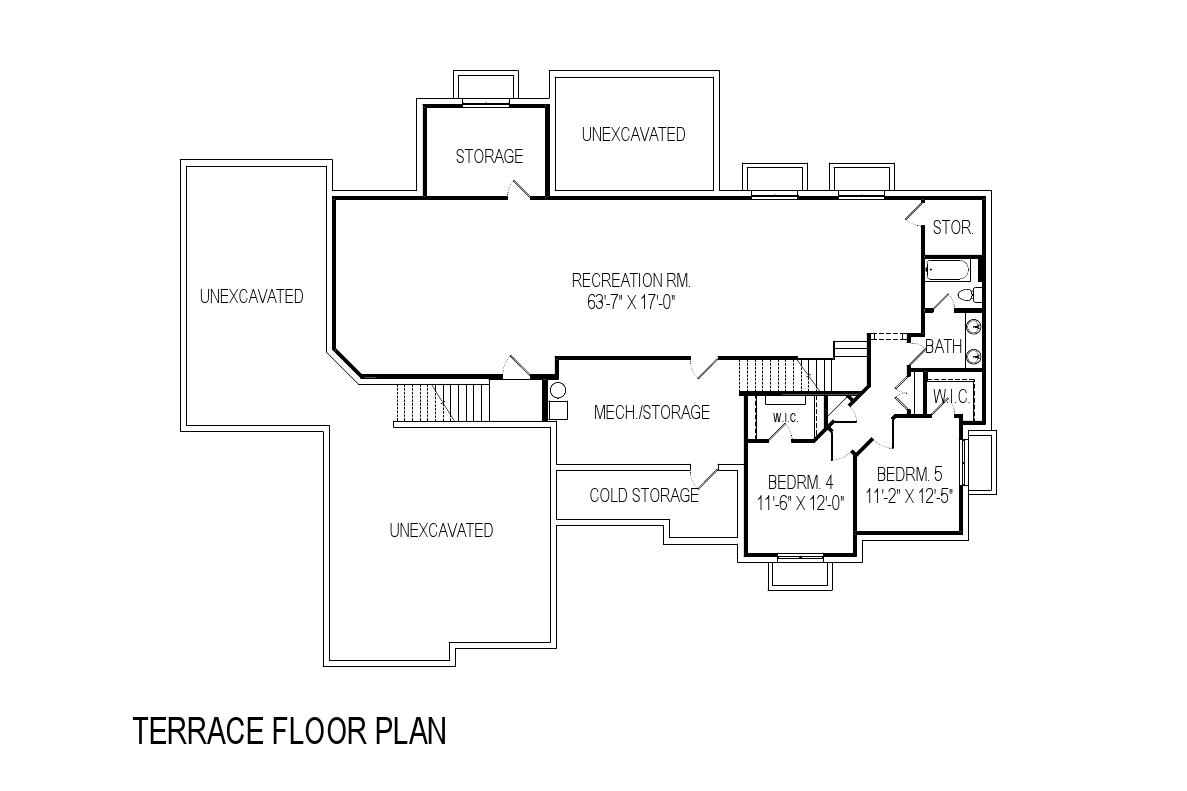 UNEXCAVATED
STORAGE
STOR.
RECREATION RM.
63'-7" X 17'-0"
UNEXCAVATED
BATH
W.I.C.
MECH./STORAGE
W.I.C.
BEDRM. 4
11'-6" X 12'-0"
BEDRM. 5
11'-2" X 12'-5"
COLD STORAGE
UNEXCAVATED
TERRACE FLOOR PLAN